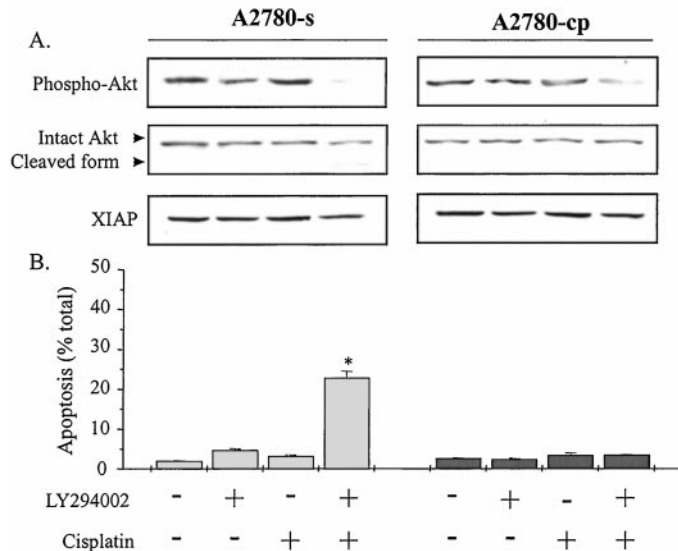 A2780-s A2780-cp
A.
Phospho-Akt
Intact Akt
Cleaved form
XIAP
B.
50
40
30
20
10
0
Apoptosis (% total)
*
LY294002 - + - + - + - +
Cisplatin - - + + - - + +